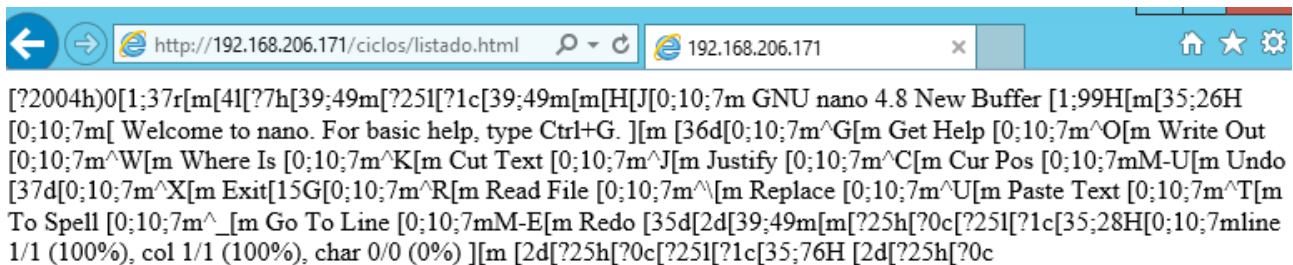 http://192.168.206.171/ciclos/listado.html
192.168.206.171
[?2004h)0[1;37r[m[4l[?7h[39;49m[?25l[?1c[39;49m[m[H[J[0;10;7m GNU nano 4.8 New Buffer [1;99H[m[35;26H
[0;10;7m[ Welcome to nano. For basic help, type Ctrl+G. ][m [36d[0;10;7m^G[m Get Help [0;10;7m^O[m Write Out
[0;10;7m^W[m Where Is [0;10;7m^K[m Cut Text [0;10;7m^J[m Justify [0;10;7m^C[m Cur Pos [0;10;7mM-U[m Undo
[37d[0;10;7m^X[m Exit[15G[0;10;7m^R[m Read File [0;10;7m^\[m Replace [0;10;7m^U[m Paste Text [0;10;7m^T[m
To Spell [0;10;7m^_[m Go To Line [0;10;7mM-E[m Redo [35d[2d[39;49m[m[?25h[?0c[?25l[?1c[35;28H[0;10;7mline
1/1 (100%), col 1/1 (100%), char 0/0 (0%) ][m [2d[?25h[?0c[?25l[?1c[35;76H [2d[?25h[?0c